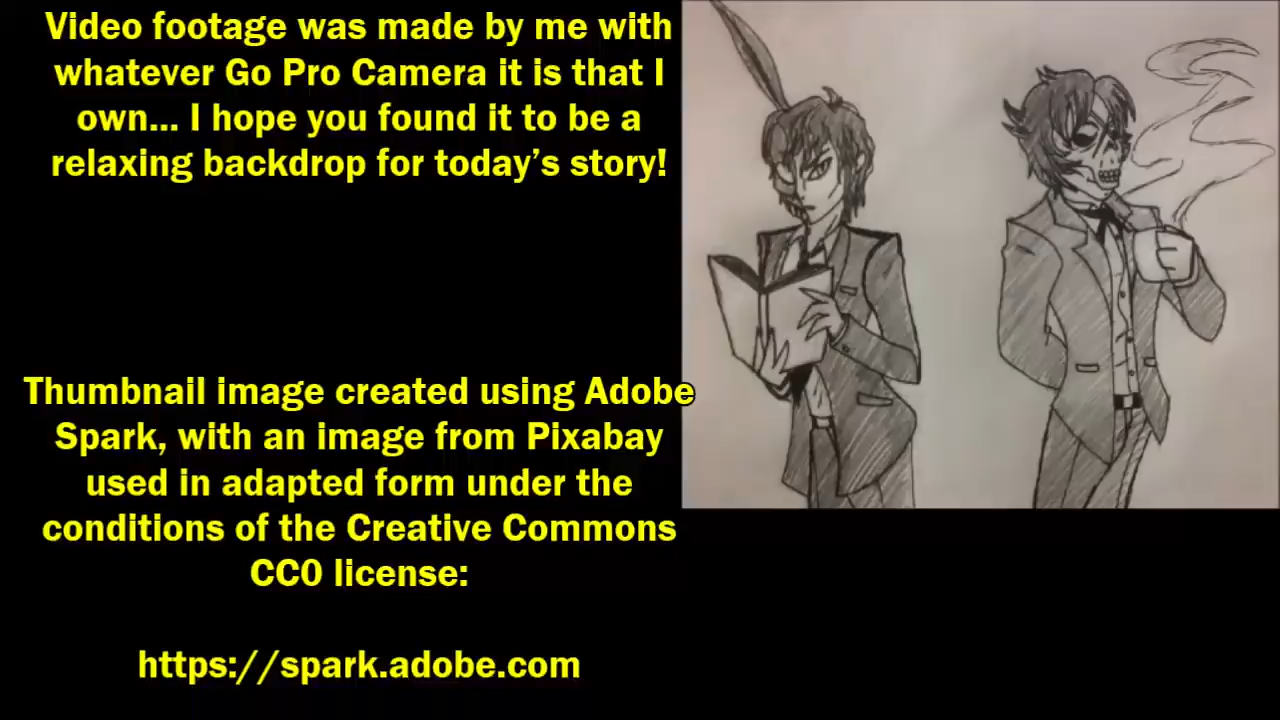 Video footage was made by me with
whatever Go Pro Camera it is that I
own... I hope you found it to be a
relaxing backdrop for today's story!
Thumbnail image created using Adobe
Spark, with an image from Pixabay
used in adapted form under the
conditions of the Creative Commons
CC0 license:
https://spark.adobe.com